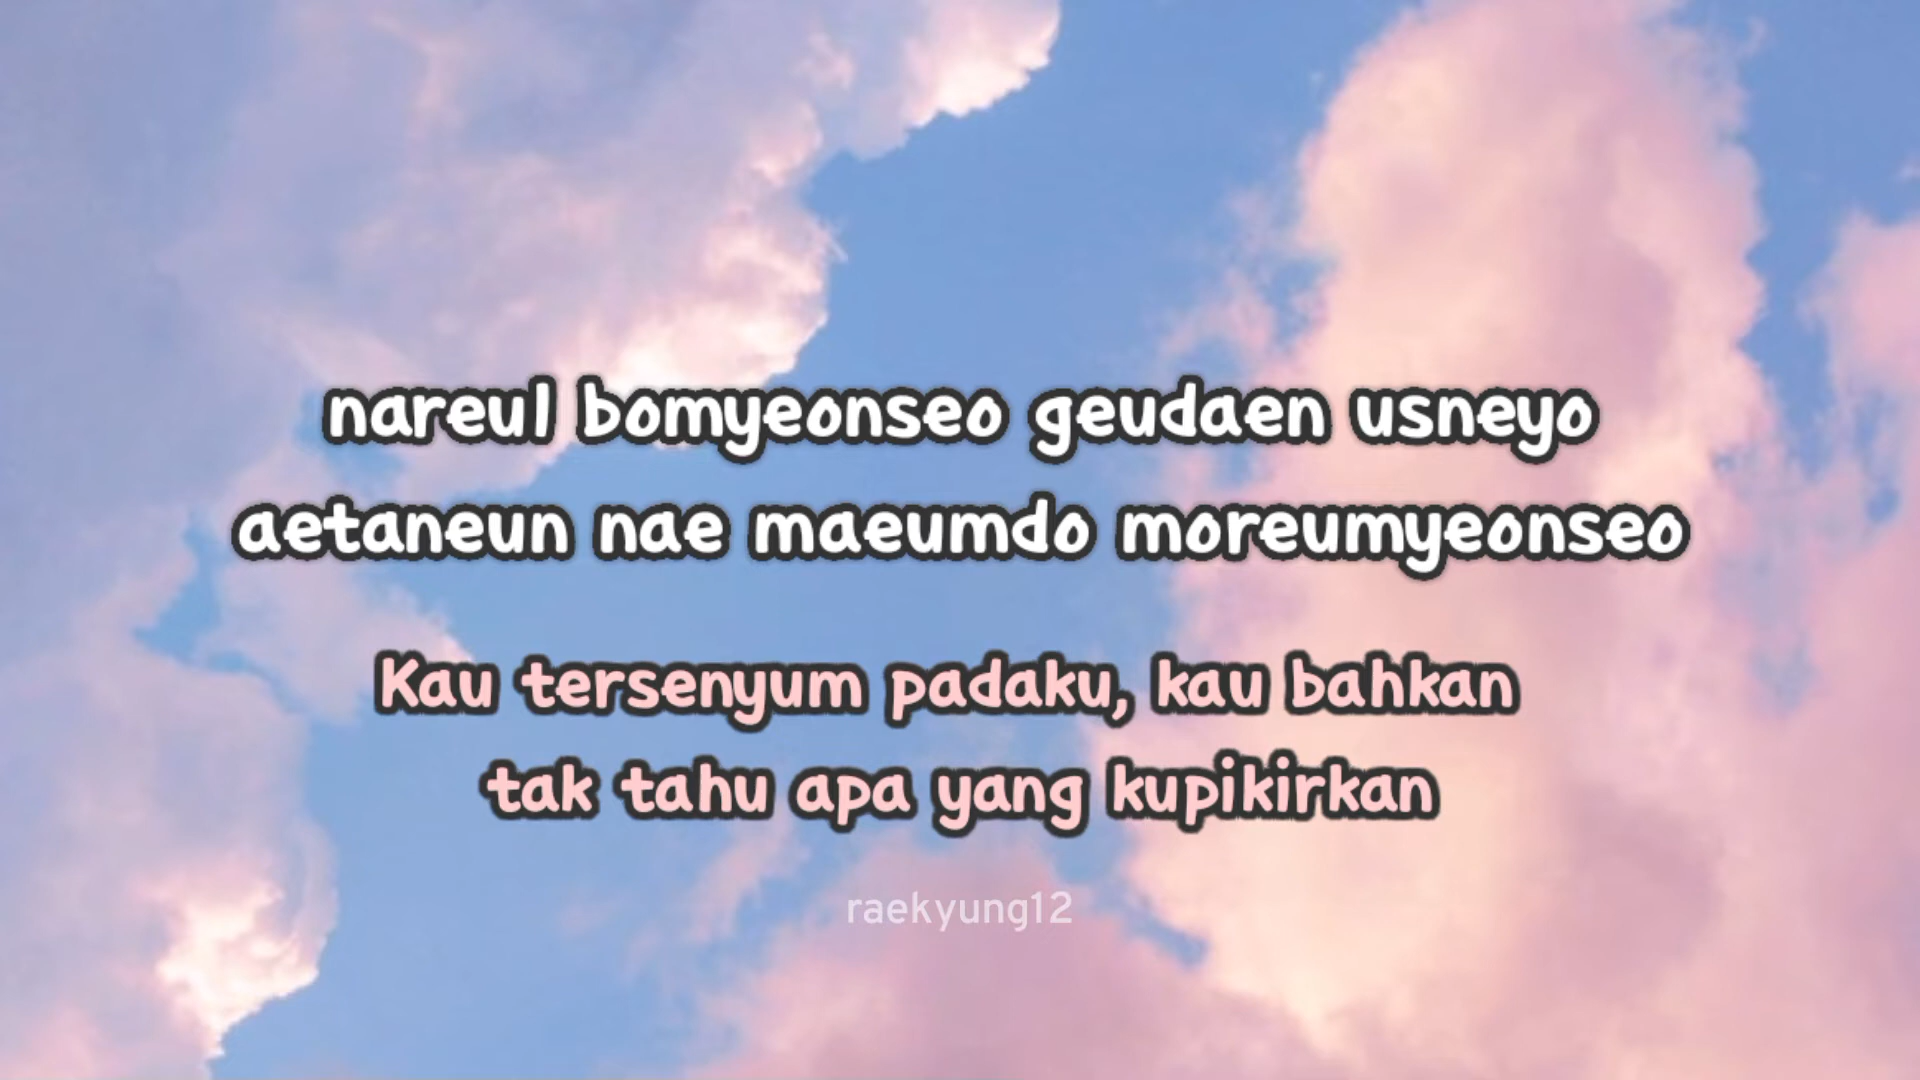 nareul bomyeonseo geudaen usneyo
aetaneun nae maeumdo moreumyeonseo
Kau tersenyum padaku, kau bahkan
tak tahu apa yang kupikirkan
raekyung12